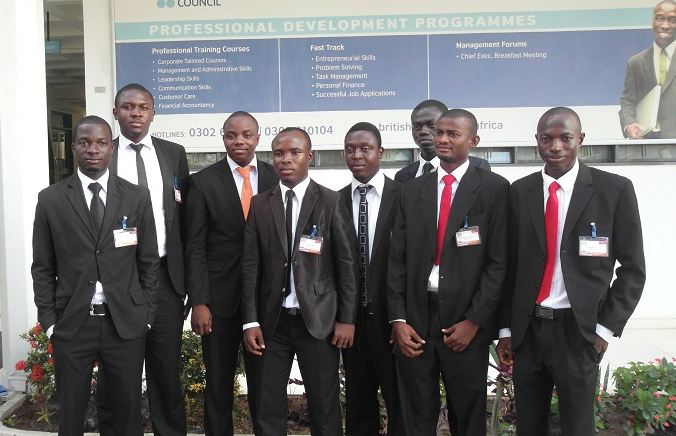 COUNCIL
PROFESSIONAL DEVELOPMENT PROGRAMMES
Professional Training Courses
• Corporate Tailored Courses
• Management and Administrative Skills
• Leadership Skills
• Communication Skills
• Customer Care
• Financial Accountancy
Fast Track
• Entrepreneurial Skills
• Problem Solving
• Task Management
• Personal Finance
• Successful Job Applications
Management Forums
• Chief Exec. Breakfast Meeting
HOTLINES: 0302